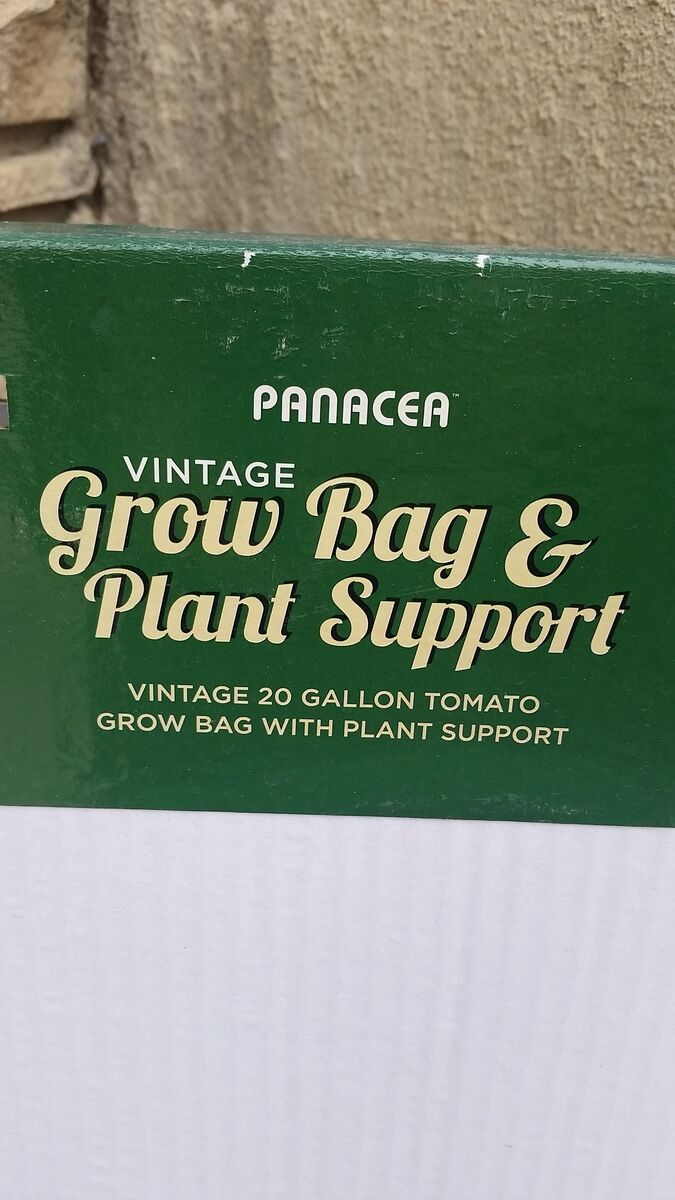 PANACEA™
VINTAGE
Grow Bag &
Plant Support
VINTAGE 20 GALLON TOMATO
GROW BAG WITH PLANT SUPPORT